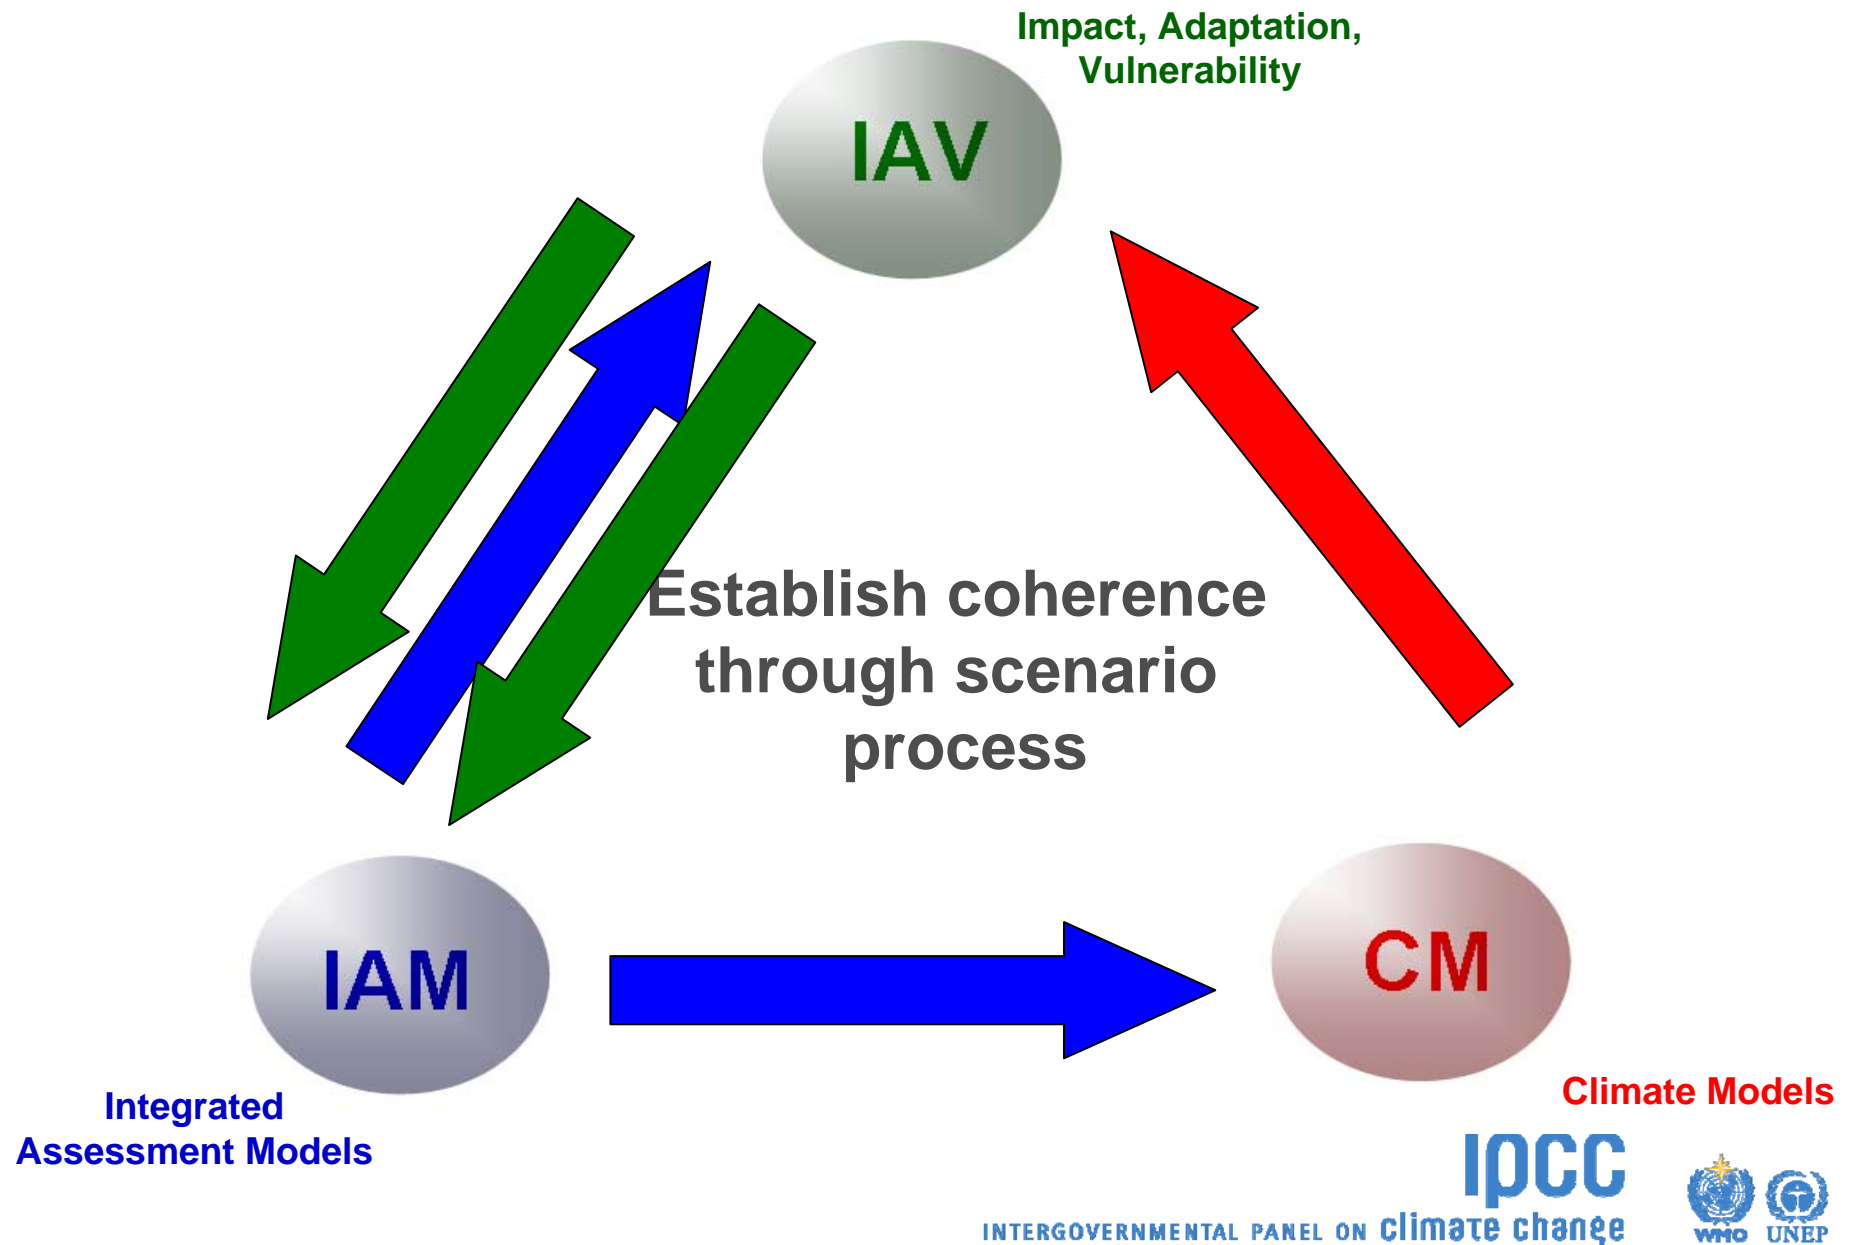 Impact, Adaptation,
Vulnerability
IAV
Establish coherence
through scenario
process
IAM
CM
Integrated
Assessment Models
Climate Models
ipcc
INTERGOVERNMENTAL PANEL ON climate change
WMO
UNEP